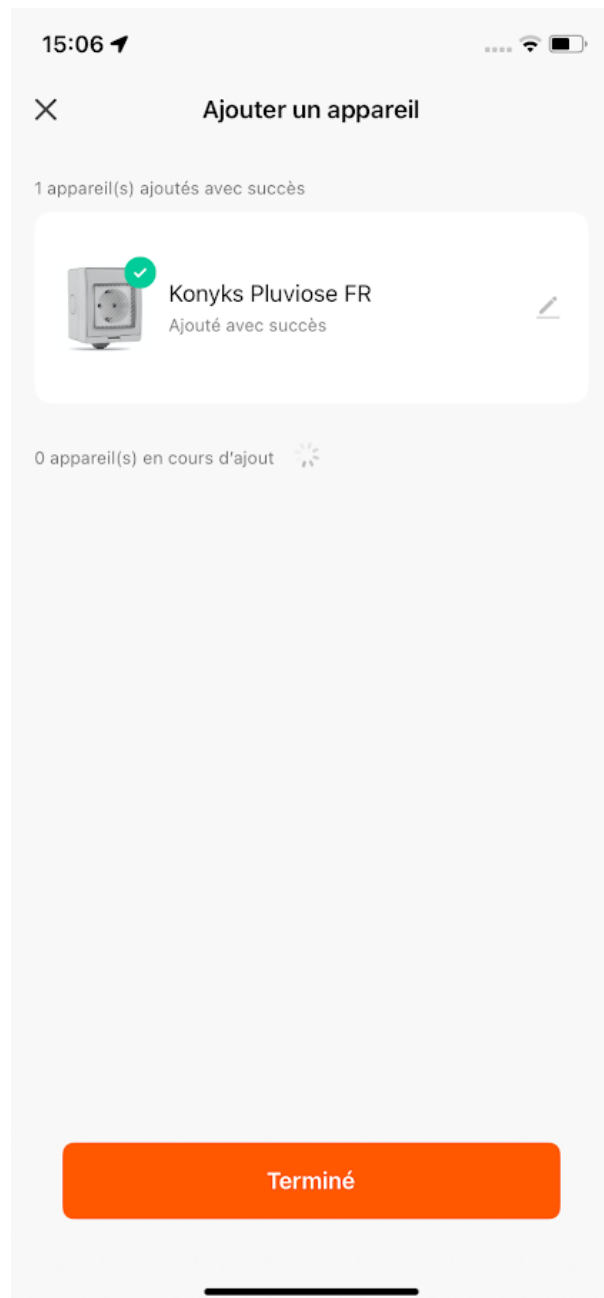 15:06
Ajouter un appareil
1 appareil(s) ajoutés avec succès
Konyks Pluviose FR
Ajouté avec succès
0 appareil(s) en cours d'ajout
Terminé